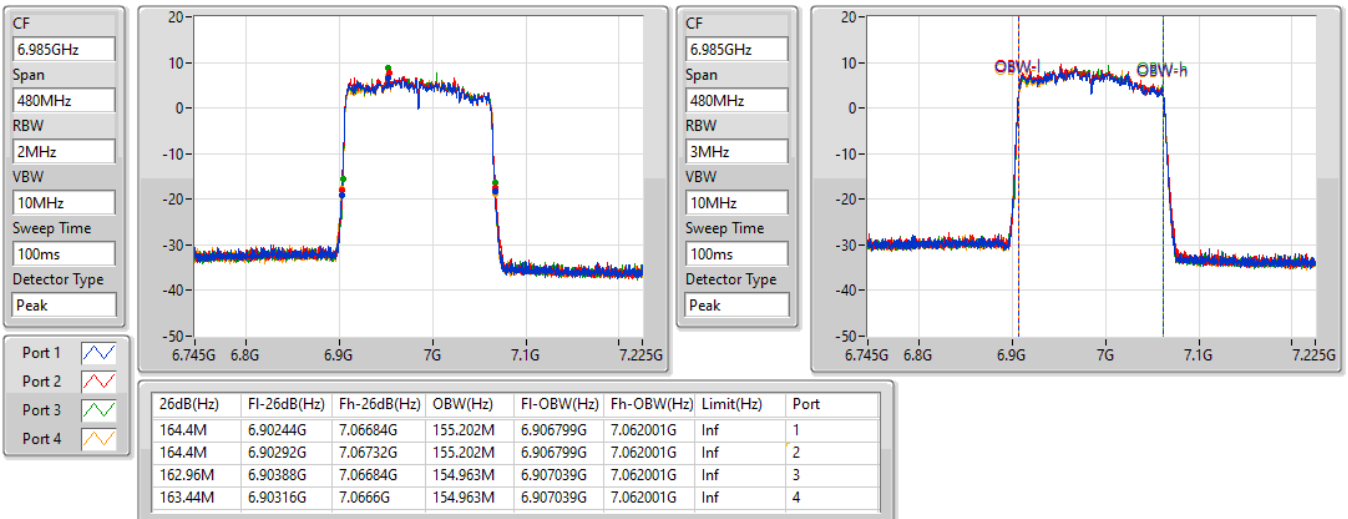 CF
6.985GHz
Span
480MHz
RBW
2MHz
VBW
10MHz
Sweep Time
100ms
Detector Type
Peak
20
10
0
-10
-20
-30
-40
-50
6.745G 6.8G 6.9G 7G 7.1G 7.225G
CF
6.985GHz
Span
480MHz
RBW
3MHz
VBW
10MHz
Sweep Time
100ms
Detector Type
Peak
20
10
0
-10
-20
-30
-40
-50
OBW-l OBW-h
6.745G 6.8G 6.9G 7G 7.1G 7.225G
Port 1
Port 2
Port 3
Port 4
26dB(Hz) Fl-26dB(Hz) Fh-26dB(Hz) OBW(Hz) Fl-OBW(Hz) Fh-OBW(Hz) Limit(Hz) Port
164.4M 6.90244G 7.06684G 155.202M 6.906799G 7.062001G Inf 1
164.4M 6.90292G 7.06732G 155.202M 6.906799G 7.062001G Inf 2
162.96M 6.90388G 7.06684G 154.963M 6.907039G 7.062001G Inf 3
163.44M 6.90316G 7.0666G 154.963M 6.907039G 7.062001G Inf 4